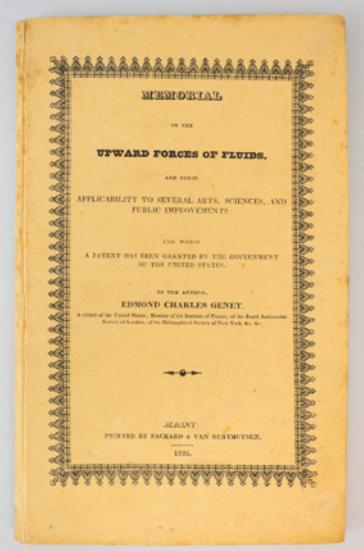 MEMORIAL
ON THE
UPWARD FORCES OF FLUIDS,
AND THEIR
APPLICABILITY TO SEVERAL ARTS, SCIENCES, AND
PUBLIC IMPROVEMENTS:
FOR WHICH
A PATENT HAS BEEN GRANTED BY THE GOVERNMENT
OF THE UNITED STATES.
TO THE AUTHOR,
EDMOND CHARLES GENET.
A citizen of the United States; Member of the Institute of France, of the Royal Antiquarian
Society of London, of the Philosophical Society of New-York, &c. &c.
ALBANY:
PRINTED BY PACKARD & VAN BENTHUYSEN.
1825.